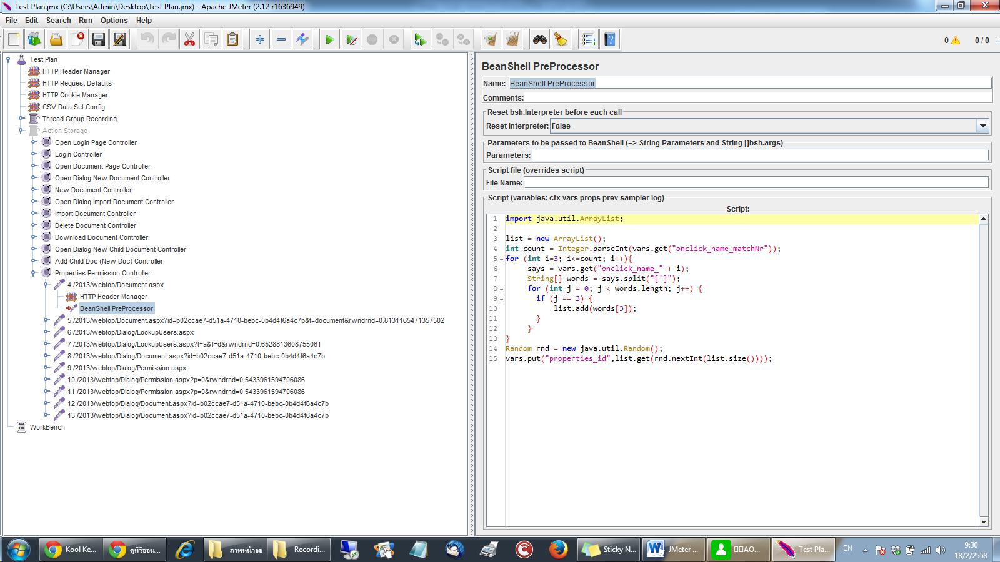 Test Plan.jmx (C:\Users\Admin\Desktop\Test Plan.jmx) - Apache JMeter (2.12 r1636949)
File Edit Search Run Options Help
0
0 / 0
Test Plan
HTTP Header Manager
HTTP Request Defaults
HTTP Cookie Manager
CSV Data Set Config
Thread Group Recording
Action Storage
Open Login Page Controller
Login Controller
Open Document Page Controller
Open Dialog New Document Controller
New Document Controller
Open Dialog import Document Controller
Import Document Controller
Delete Document Controller
Download Document Controller
Open Dialog New Child Document Controller
Add Child Doc (New Doc) Controller
Properties Permission Controller
4 /2013/webtop/Document.aspx
HTTP Header Manager
BeanShell PreProcessor
5 /2013/webtop/Document.aspx?id=b02ccae7-d51a-4710-bebc-0b4d4f6a4c7b&t=document&rwndrnd=0.8131165471357502
6 /2013/webtop/Dialog/LookupUsers.aspx
7 /2013/webtop/Dialog/LookupUsers.aspx?t=a&f=d&rwndrnd=0.6528813608755061
8 /2013/webtop/Dialog/Document.aspx?id=b02ccae7-d51a-4710-bebc-0b4d4f6a4c7b
9 /2013/webtop/Dialog/Permission.aspx
10 /2013/webtop/Dialog/Permission.aspx?p=0&rwndrnd=0.5433961594706086
11 /2013/webtop/Dialog/Permission.aspx?p=0&rwndrnd=0.5433961594706086
12 /2013/webtop/Dialog/Document.aspx?id=b02ccae7-d51a-4710-bebc-0b4d4f6a4c7b
13 /2013/webtop/Dialog/Document.aspx?id=b02ccae7-d51a-4710-bebc-0b4d4f6a4c7b
WorkBench
BeanShell PreProcessor
Name: BeanShell PreProcessor
Comments:
Reset bsh.Interpreter before each call
Reset Interpreter: False
Parameters to be passed to BeanShell (=> String Parameters and String []bsh.args)
Parameters:
Script file (overrides script)
File Name:
Script (variables: ctx vars props prev sampler log)
Script:
1 import java.util.ArrayList;
2
3 list = new ArrayList();
4 int count = Integer.parseInt(vars.get("onclick_name_matchNr"));
5 for (int i=3; i<=count; i++){
6 says = vars.get("onclick_name_" + i);
7 String[] words = says.split("[']");
8 for (int j = 0; j < words.length; j++) {
9 if (j == 3) {
10 list.add(words[3]);
11 }
12 }
13 }
14 Random rnd = new java.util.Random();
15 vars.put("properties_id",list.get(rnd.nextInt(list.size())));
Kool Ke...
ดูทีวีออน...
ภาพหน้าจอ
Recordi...
Sticky N...
JMeter ...
AO...
Test Pla...
EN
9:30
18/2/2558